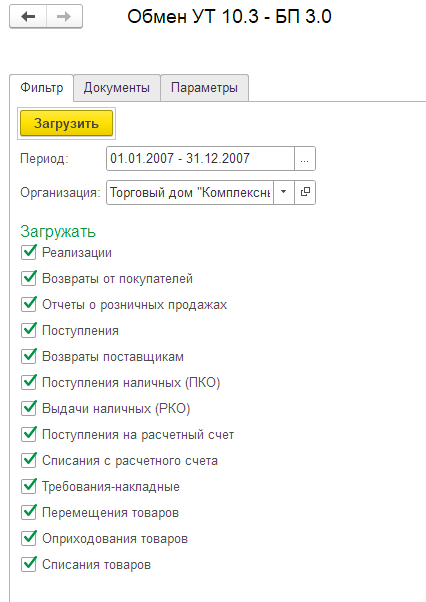 Обмен УТ 10.3 - БП 3.0
Фильтр Документы Параметры
Загрузить
Период: 01.01.2007 - 31.12.2007 ...
Организация: Торговый дом "Комплексны
Загружать
Реализации
Возвраты от покупателей
Отчеты о розничных продажах
Поступления
Возвраты поставщикам
Поступления наличных (ПКО)
Выдачи наличных (РКО)
Поступления на расчетный счет
Списания с расчетного счета
Требования-накладные
Перемещения товаров
Оприходования товаров
Списания товаров